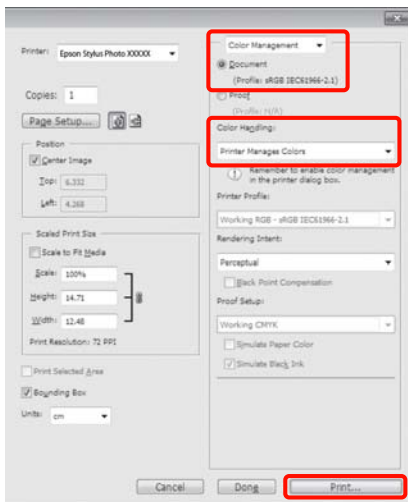 Printer: Epson Stylus Photo XXXXX
Copies: 1
Page Setup...
Position
Center Image
Top: 6.332
Left: 4.268
Scaled Print Size
Scale to Fit Media
Scale: 100%
Height: 14.71
Width: 12.46
Print Resolution: 72 PPI
Print Selected Area
Bounding Box
Units: cm
Color Management
Document
(Profile: sRGB IEC61966-2.1)
Proof
(Profile: N/A)
Color Handling:
Printer Manages Colors
Remember to enable color management
in the printer dialog box.
Printer Profile:
Working RGB - sRGB IEC61966-2.1
Rendering Intent:
Perceptual
Black Point Compensation
Proof Setup:
Working CMYK
Simulate Paper Color
Simulate Black Ink
Cancel
Done
Print...